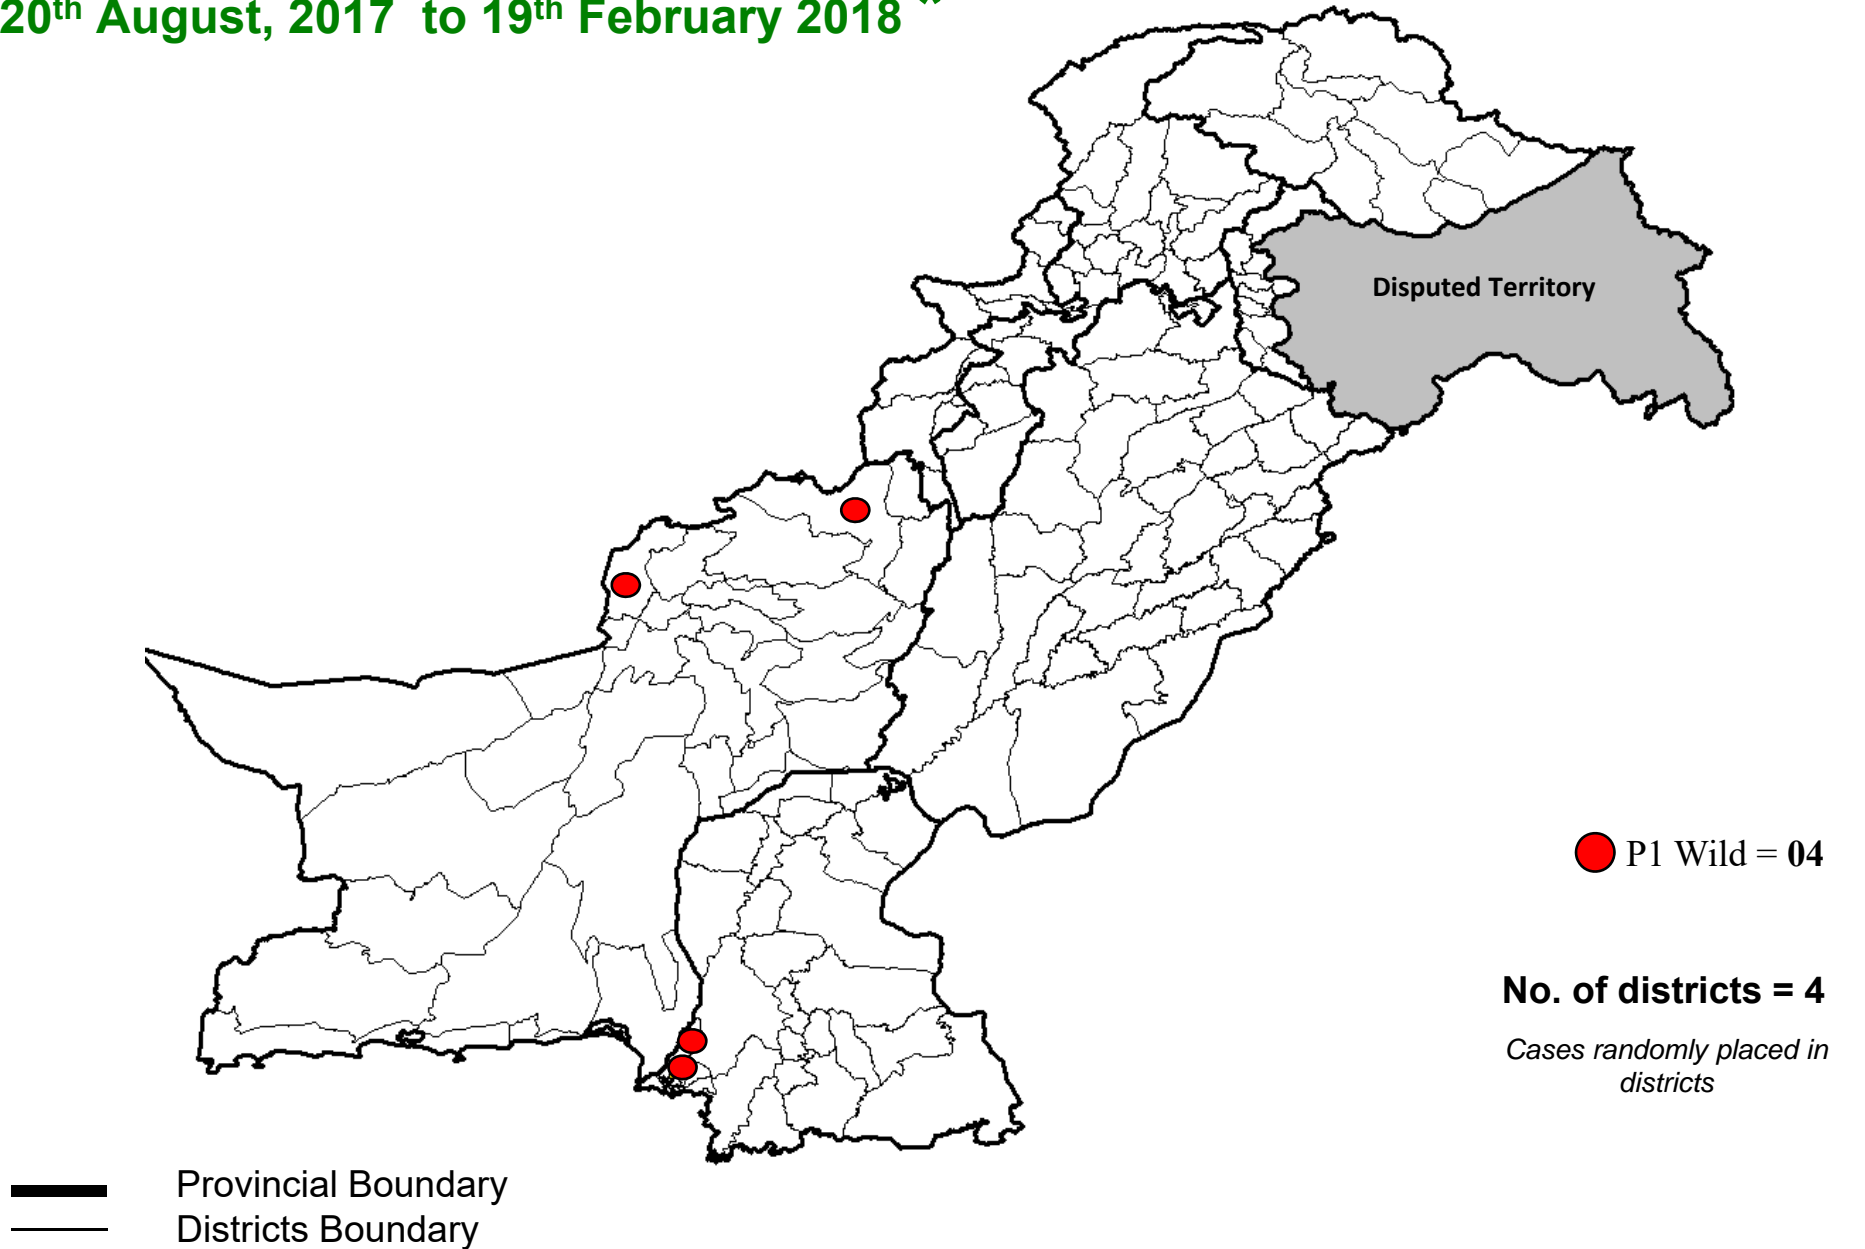 20th August, 2017 to 19th February 2018 "
Disputed Territory
P1 Wild = 04
No. of districts = 4
Cases randomly placed in
districts
Provincial Boundary
Districts Boundary